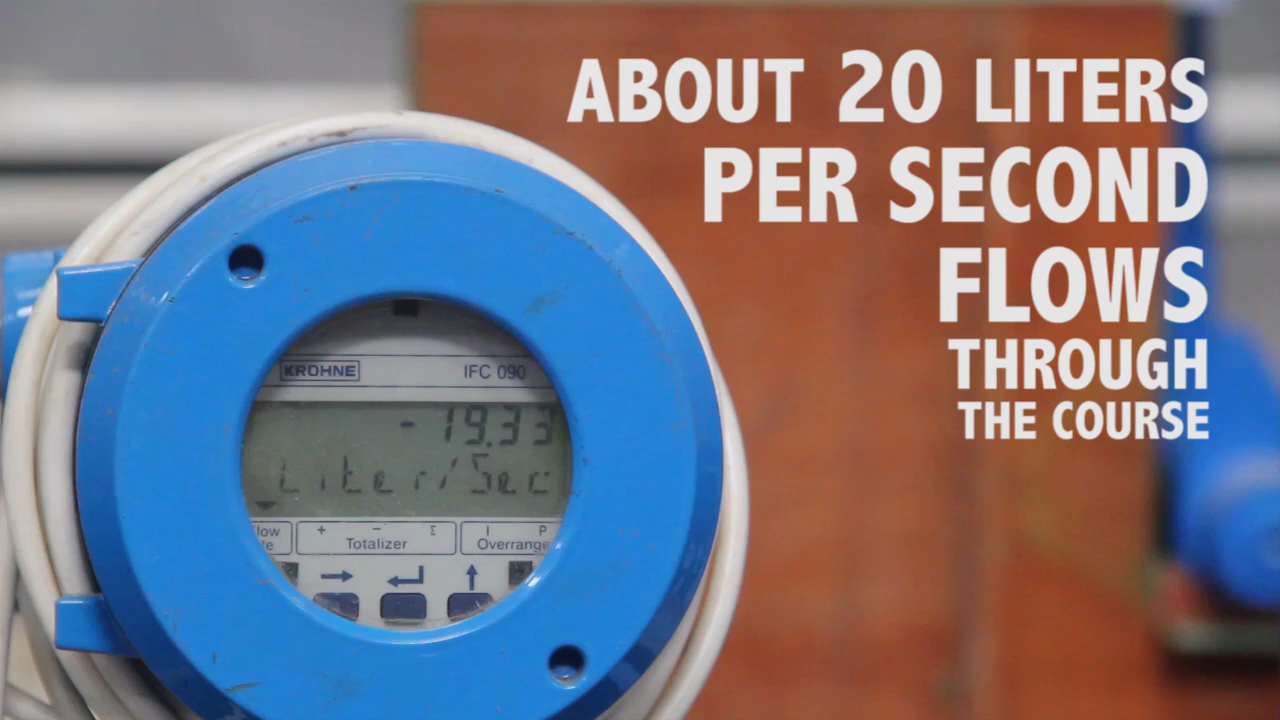 ABOUT 20 LITERS
PER SECOND
FLOWS
THROUGH
THE COURSE
KROHNE IFC 090
-19.33
Liter/Sec
+ - Σ
Totalizer
I P
Overrange